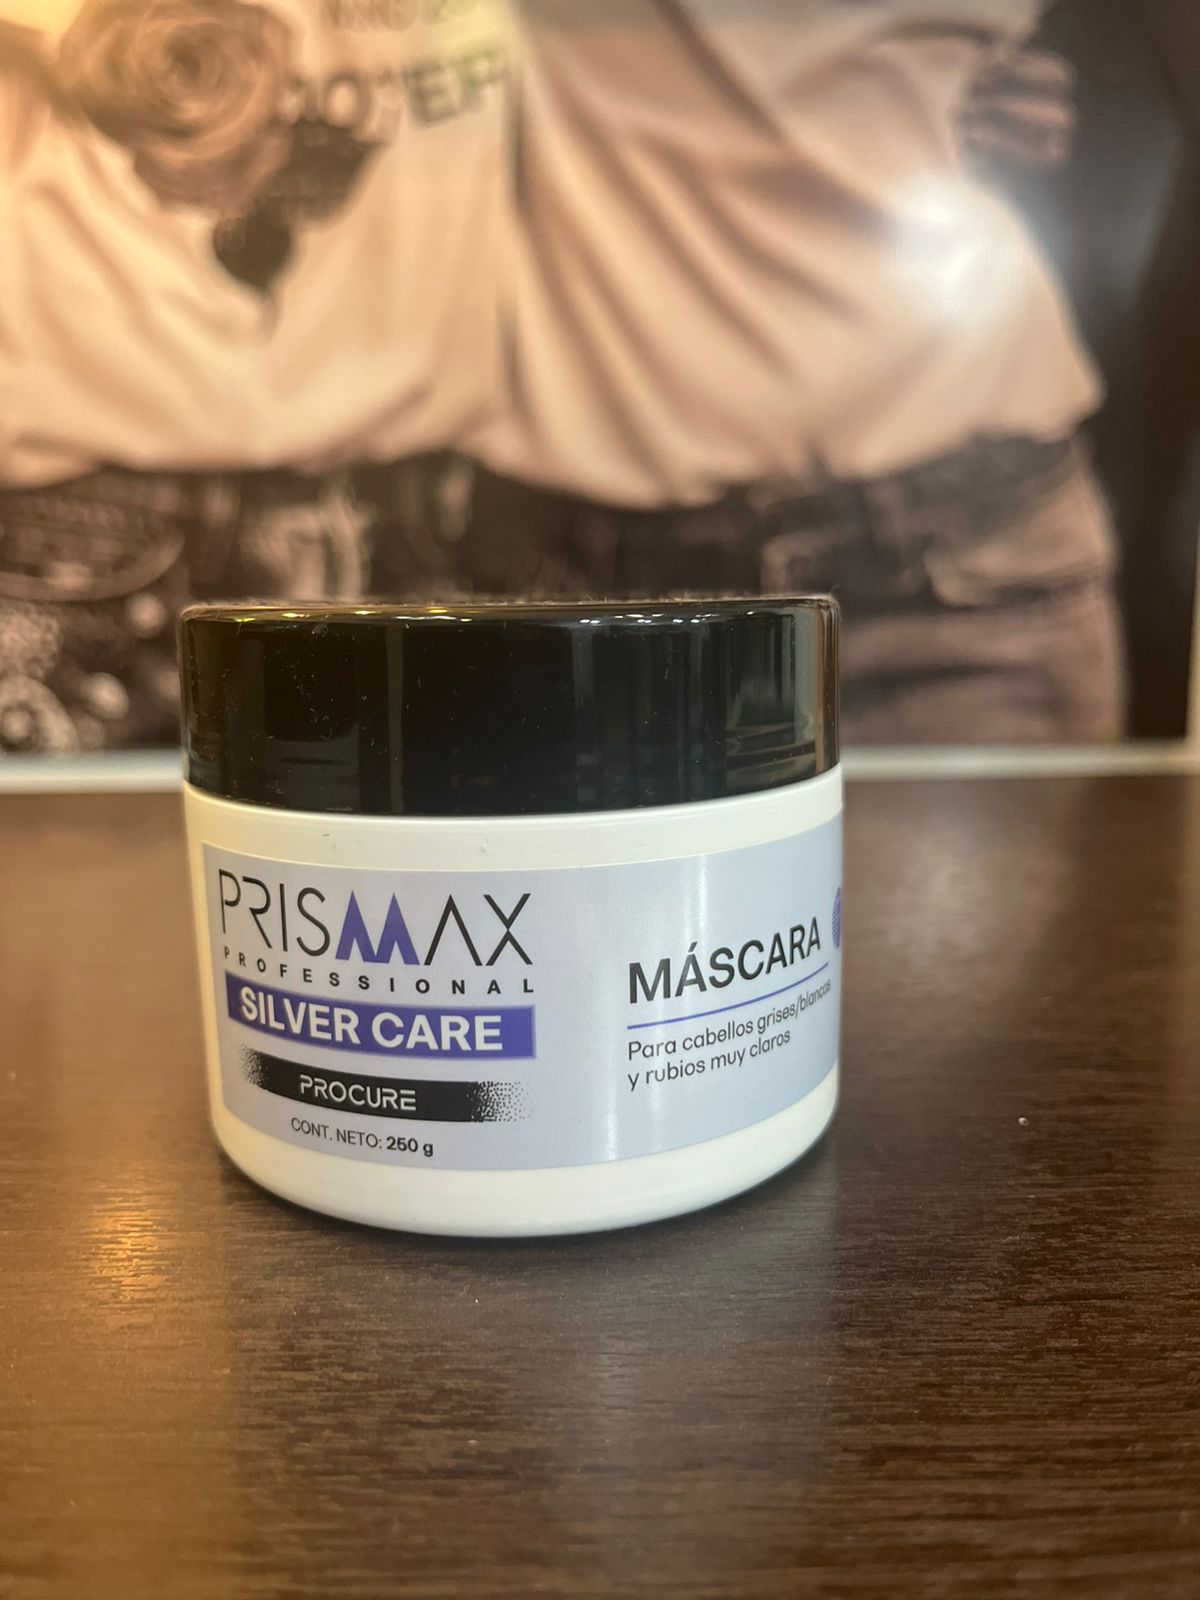 PRISMAX
PROFESSIONAL
SILVER CARE
PROCURE
CONT. NETO: 250 g
MÁSCARA
Para cabellos grises/blancos
y rubios muy claros